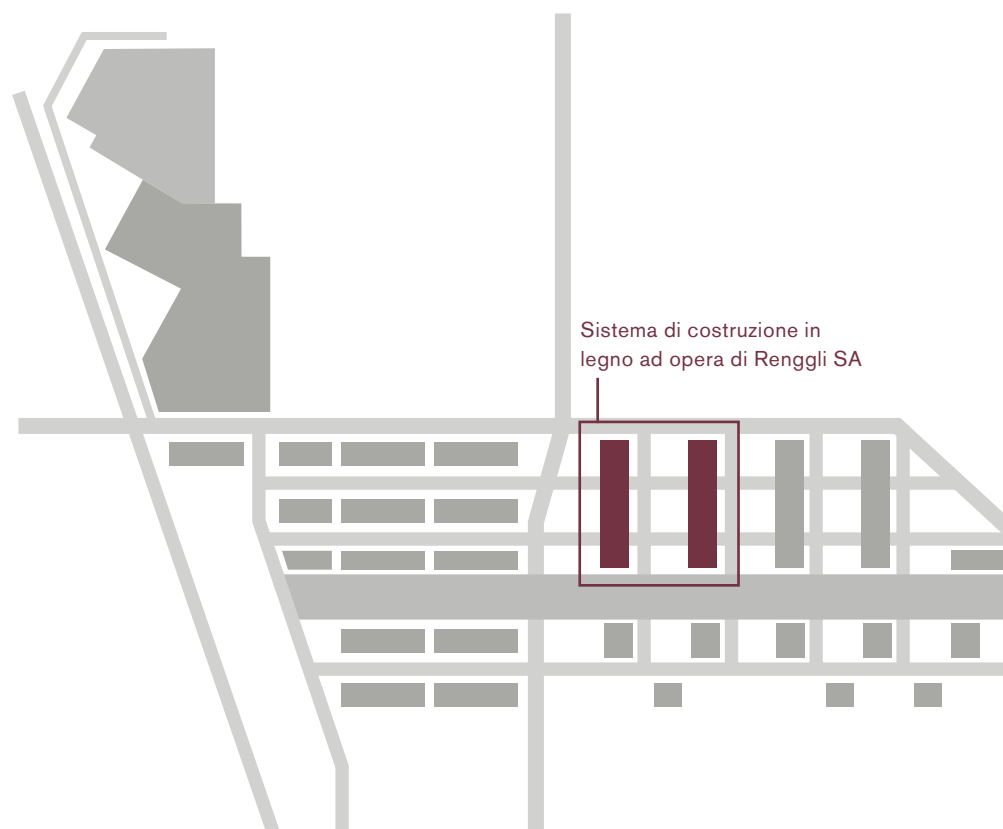 Sistema di costruzione in
legno ad opera di Renggli SA